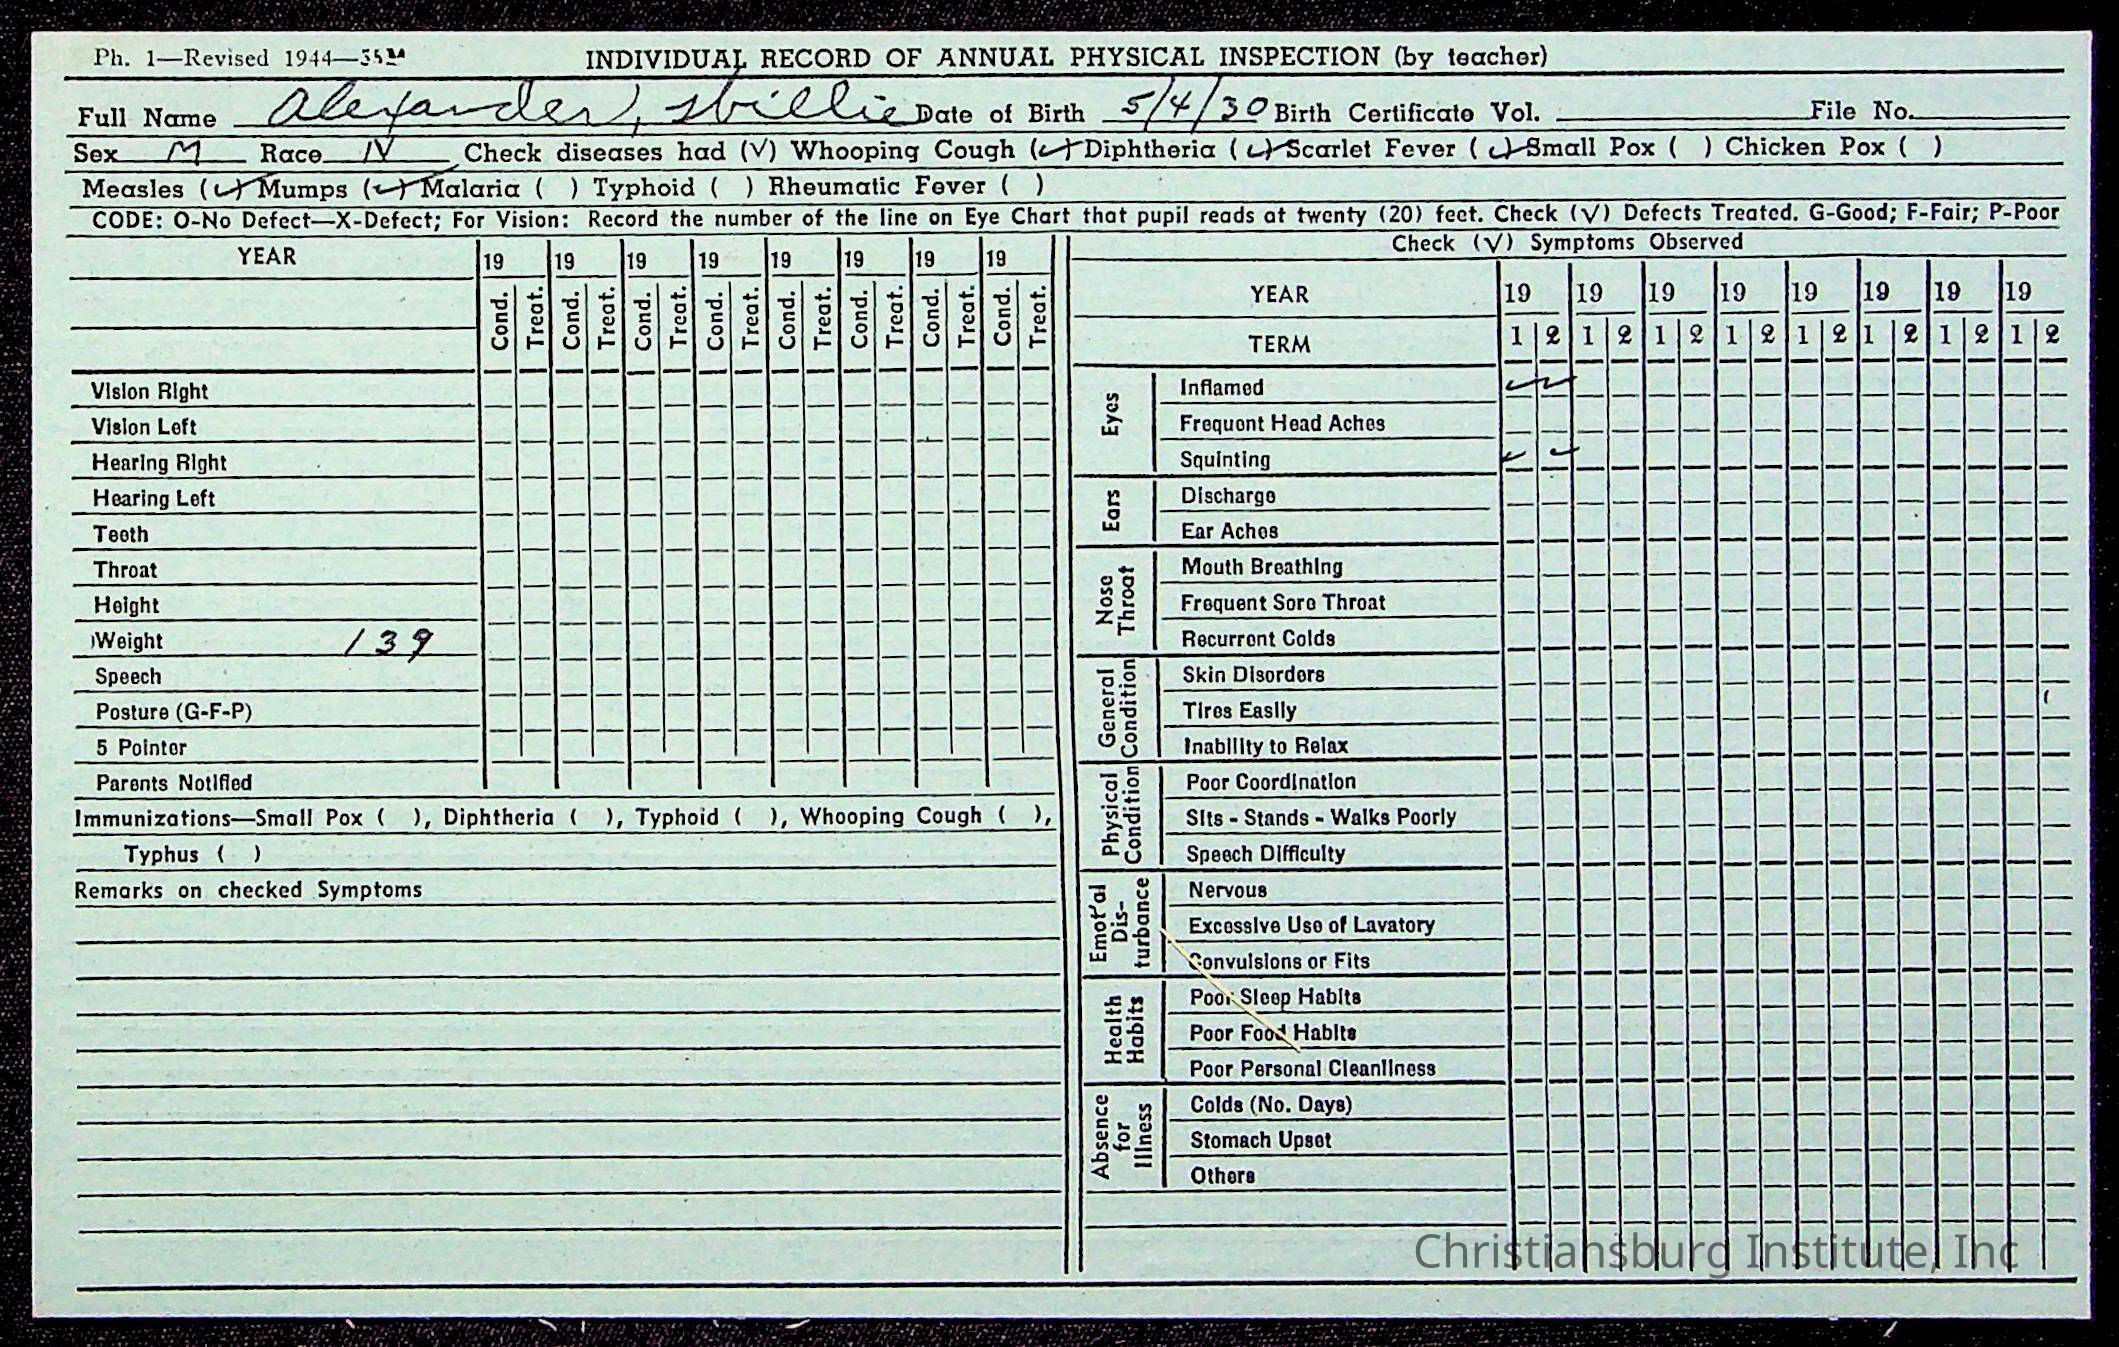 Ph. 1—Revised 1944—55M
INDIVIDUAL RECORD OF ANNUAL PHYSICAL INSPECTION (by teacher)
Full Name Alexander, Billie Date of Birth 5/4/30 Birth Certificate Vol. File No.
Sex M Race N Check diseases had (√) Whooping Cough (✓) Diphtheria (✓) Scarlet Fever (✓) Small Pox ( ) Chicken Pox ( )
Measles (✓) Mumps (✓) Malaria ( ) Typhoid ( ) Rheumatic Fever ( )
CODE: O-No Defect—X-Defect; For Vision: Record the number of the line on Eye Chart that pupil reads at twenty (20) feet. Check (√) Defects Treated. G-Good; F-Fair; P-Poor
YEAR 19 19 19 19 19 19 19 19
Cond. Treat. Cond. Treat. Cond. Treat. Cond. Treat. Cond. Treat. Cond. Treat. Cond. Treat. Cond. Treat.
Vision Right
Vision Left
Hearing Right
Hearing Left
Teeth
Throat
Height
Weight 139
Speech
Posture (G-F-P)
5 Pointer
Parents Notified
Immunizations—Small Pox ( ), Diphtheria ( ), Typhoid ( ), Whooping Cough ( ),
Typhus ( )
Remarks on checked Symptoms
Check (√) Symptoms Observed
YEAR 19 19 19 19 19 19 19 19
TERM 1 2 1 2 1 2 1 2 1 2 1 2 1 2 1 2
Eyes
Inflamed ✓ ✓
Frequent Head Aches
Squinting ✓ ✓
Ears
Discharge
Ear Aches
Nose
Throat
Mouth Breathing
Frequent Sore Throat
Recurrent Colds
General
Condition
Skin Disorders
Tires Easily
Inability to Relax
Physical
Condition
Poor Coordination
Sits - Stands - Walks Poorly
Speech Difficulty
Emot'al
Dis-
turbance
Nervous
Excessive Use of Lavatory
Convulsions or Fits
Health
Habits
Poor Sleep Habits
Poor Food Habits
Poor Personal Cleanliness
Absence
for
Illness
Colds (No. Days)
Stomach Upset
Others
Christiansburg Institute, Inc